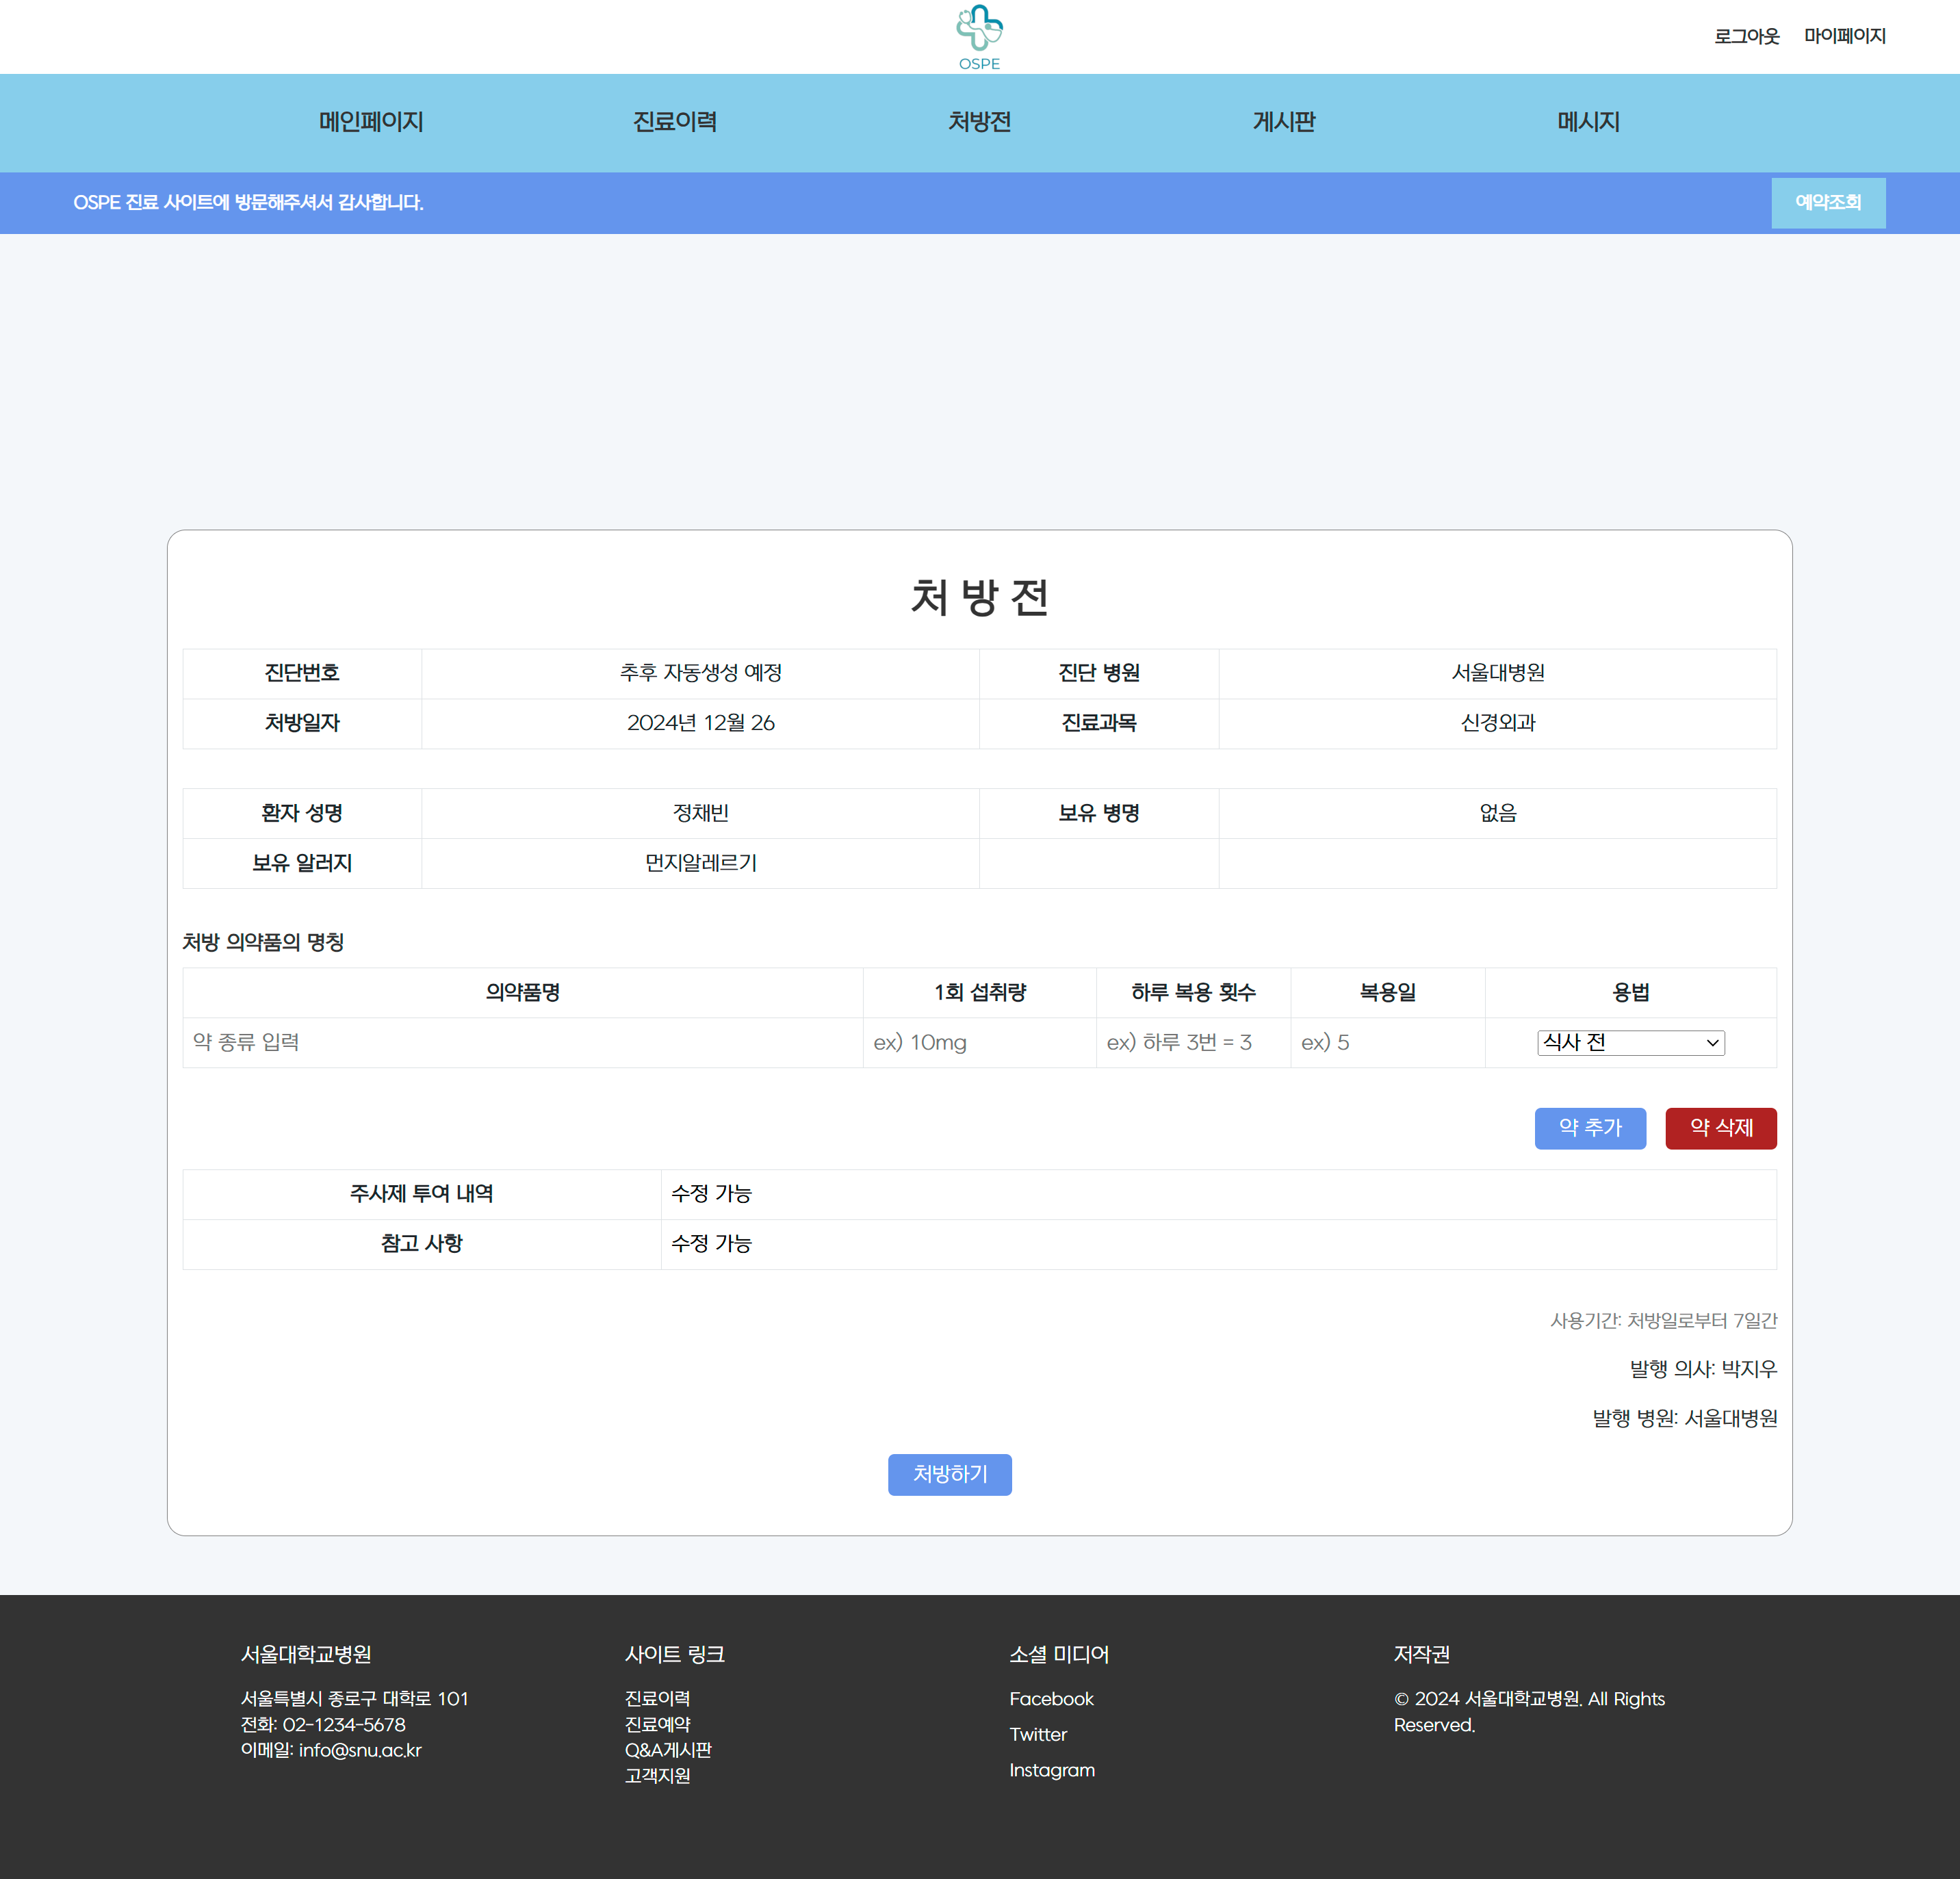 OSPE
로그아웃 마이페이지
메인페이지 진료이력 처방전 게시판 메시지
OSPE 진료 사이트에 방문해주셔서 감사합니다. 예약조회
처 방 전
진단번호 추후 자동생성 예정 진단 병원 서울대병원
처방일자 2024년 12월 26 진료과목 신경외과
환자 성명 정채빈 보유 병명 없음
보유 알러지 먼지알레르기
처방 의약품의 명칭
의약품명 1회 섭취량 하루 복용 횟수 복용일 용법
약 종류 입력 ex) 10mg ex) 하루 3번 = 3 ex) 5 식사 전
약 추가 약 삭제
주사제 투여 내역 수정 가능
참고 사항 수정 가능
사용기간: 처방일로부터 7일간
발행 의사: 박지우
발행 병원: 서울대병원
처방하기
서울대학교병원
서울특별시 종로구 대학로 101
전화: 02-1234-5678
이메일: info@snu.ac.kr
사이트 링크
진료이력
진료예약
Q&A게시판
고객지원
소셜 미디어
Facebook
Twitter
Instagram
저작권
© 2024 서울대학교병원. All Rights
Reserved.